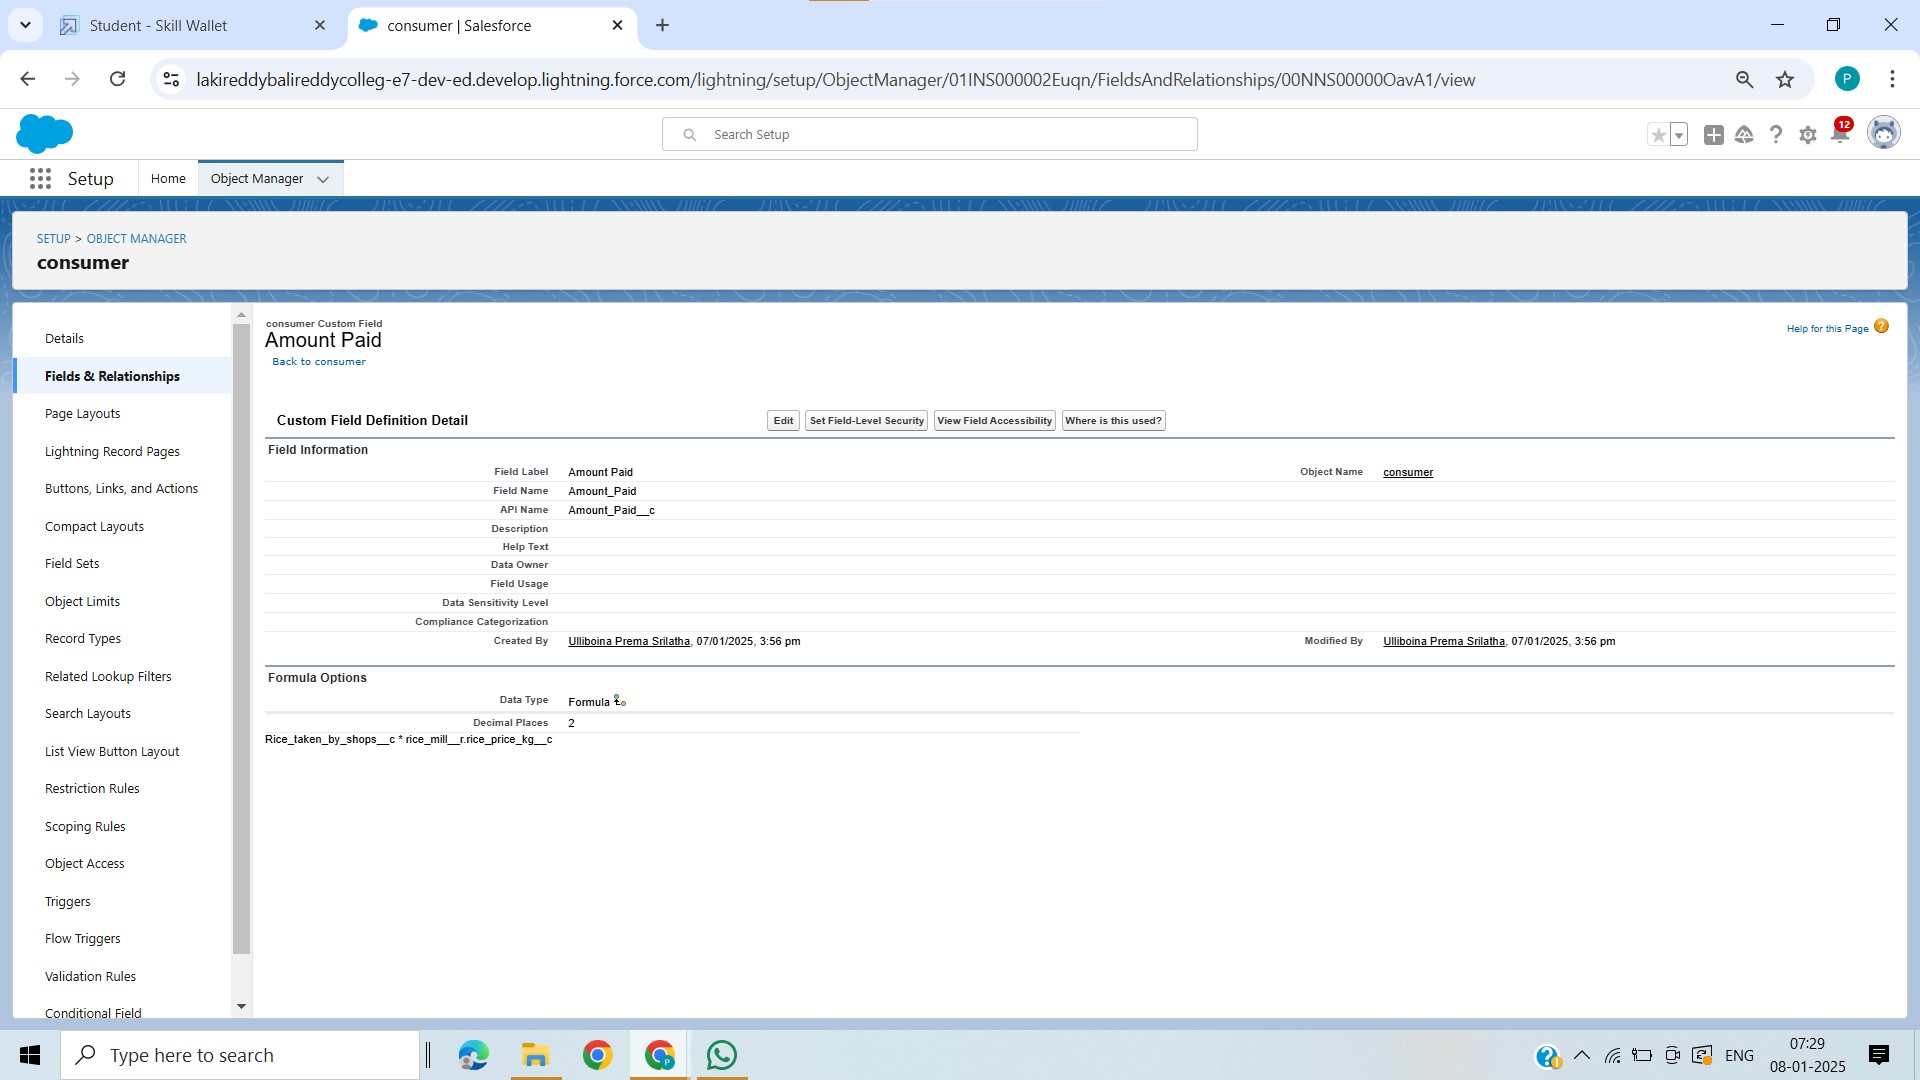 Student - Skill Wallet
consumer | Salesforce
lakireddybalireddycolleg-e7-dev-ed.develop.lightning.force.com/lightning/setup/ObjectManager/01INS000002Euqn/FieldsAndRelationships/00NNS00000OavA1/view
P
Search Setup
12
Setup
Home
Object Manager
SETUP > OBJECT MANAGER
consumer
Details
Fields & Relationships
Page Layouts
Lightning Record Pages
Buttons, Links, and Actions
Compact Layouts
Field Sets
Object Limits
Record Types
Related Lookup Filters
Search Layouts
List View Button Layout
Restriction Rules
Scoping Rules
Object Access
Triggers
Flow Triggers
Validation Rules
Conditional Field
consumer Custom Field
Amount Paid
Back to consumer
Help for this Page ?
Custom Field Definition Detail
Edit
Set Field-Level Security
View Field Accessibility
Where is this used?
Field Information
Field Label Amount Paid
Object Name consumer
Field Name Amount_Paid
API Name Amount_Paid__c
Description
Help Text
Data Owner
Field Usage
Data Sensitivity Level
Compliance Categorization
Created By Ulliboina Prema Srilatha, 07/01/2025, 3:56 pm
Modified By Ulliboina Prema Srilatha, 07/01/2025, 3:56 pm
Formula Options
Data Type Formula
Decimal Places 2
Rice_taken_by_shops__c * rice_mill__r.rice_price_kg__c
Type here to search
ENG
07:29
08-01-2025